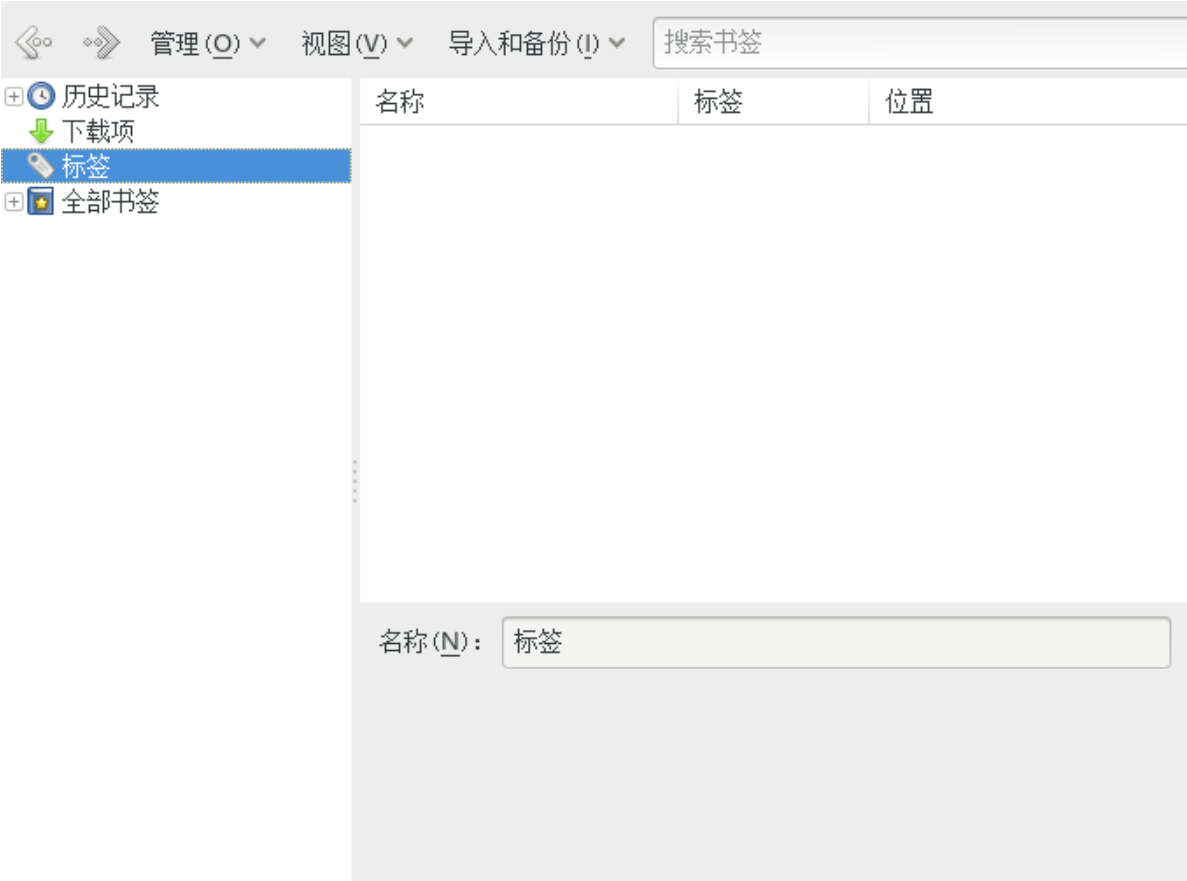 管理(O) 视图(V) 导入和备份(I) 搜索书签
历史记录
下载项
标签
全部书签
名称 标签 位置
名称(N)： 标签